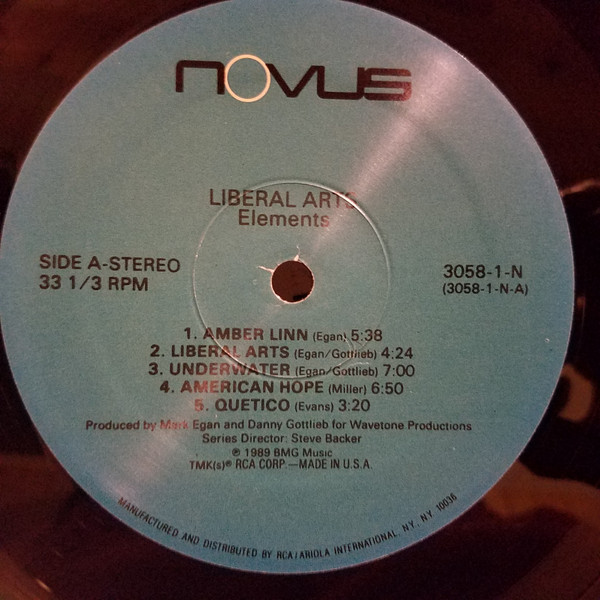 NOVUS
LIBERAL ARTS
Elements
SIDE A-STEREO
33 1/3 RPM
3058-1-N
(3058-1-N-A)
1. AMBER LINN (Egan) 5:38
2. LIBERAL ARTS (Egan/Gottlieb) 4:24
3. UNDERWATER (Egan/Gottlieb) 7:00
4. AMERICAN HOPE (Miller) 6:50
5. QUETICO (Evans) 3:20
Produced by Mark Egan and Danny Gottlieb for Wavetone Productions
Series Director: Steve Backer
℗ 1989 BMG Music
TMK(s)® RCA CORP.—MADE IN U.S.A.
MANUFACTURED AND DISTRIBUTED BY RCA/ARIOLA INTERNATIONAL, N.Y., N.Y. 10036